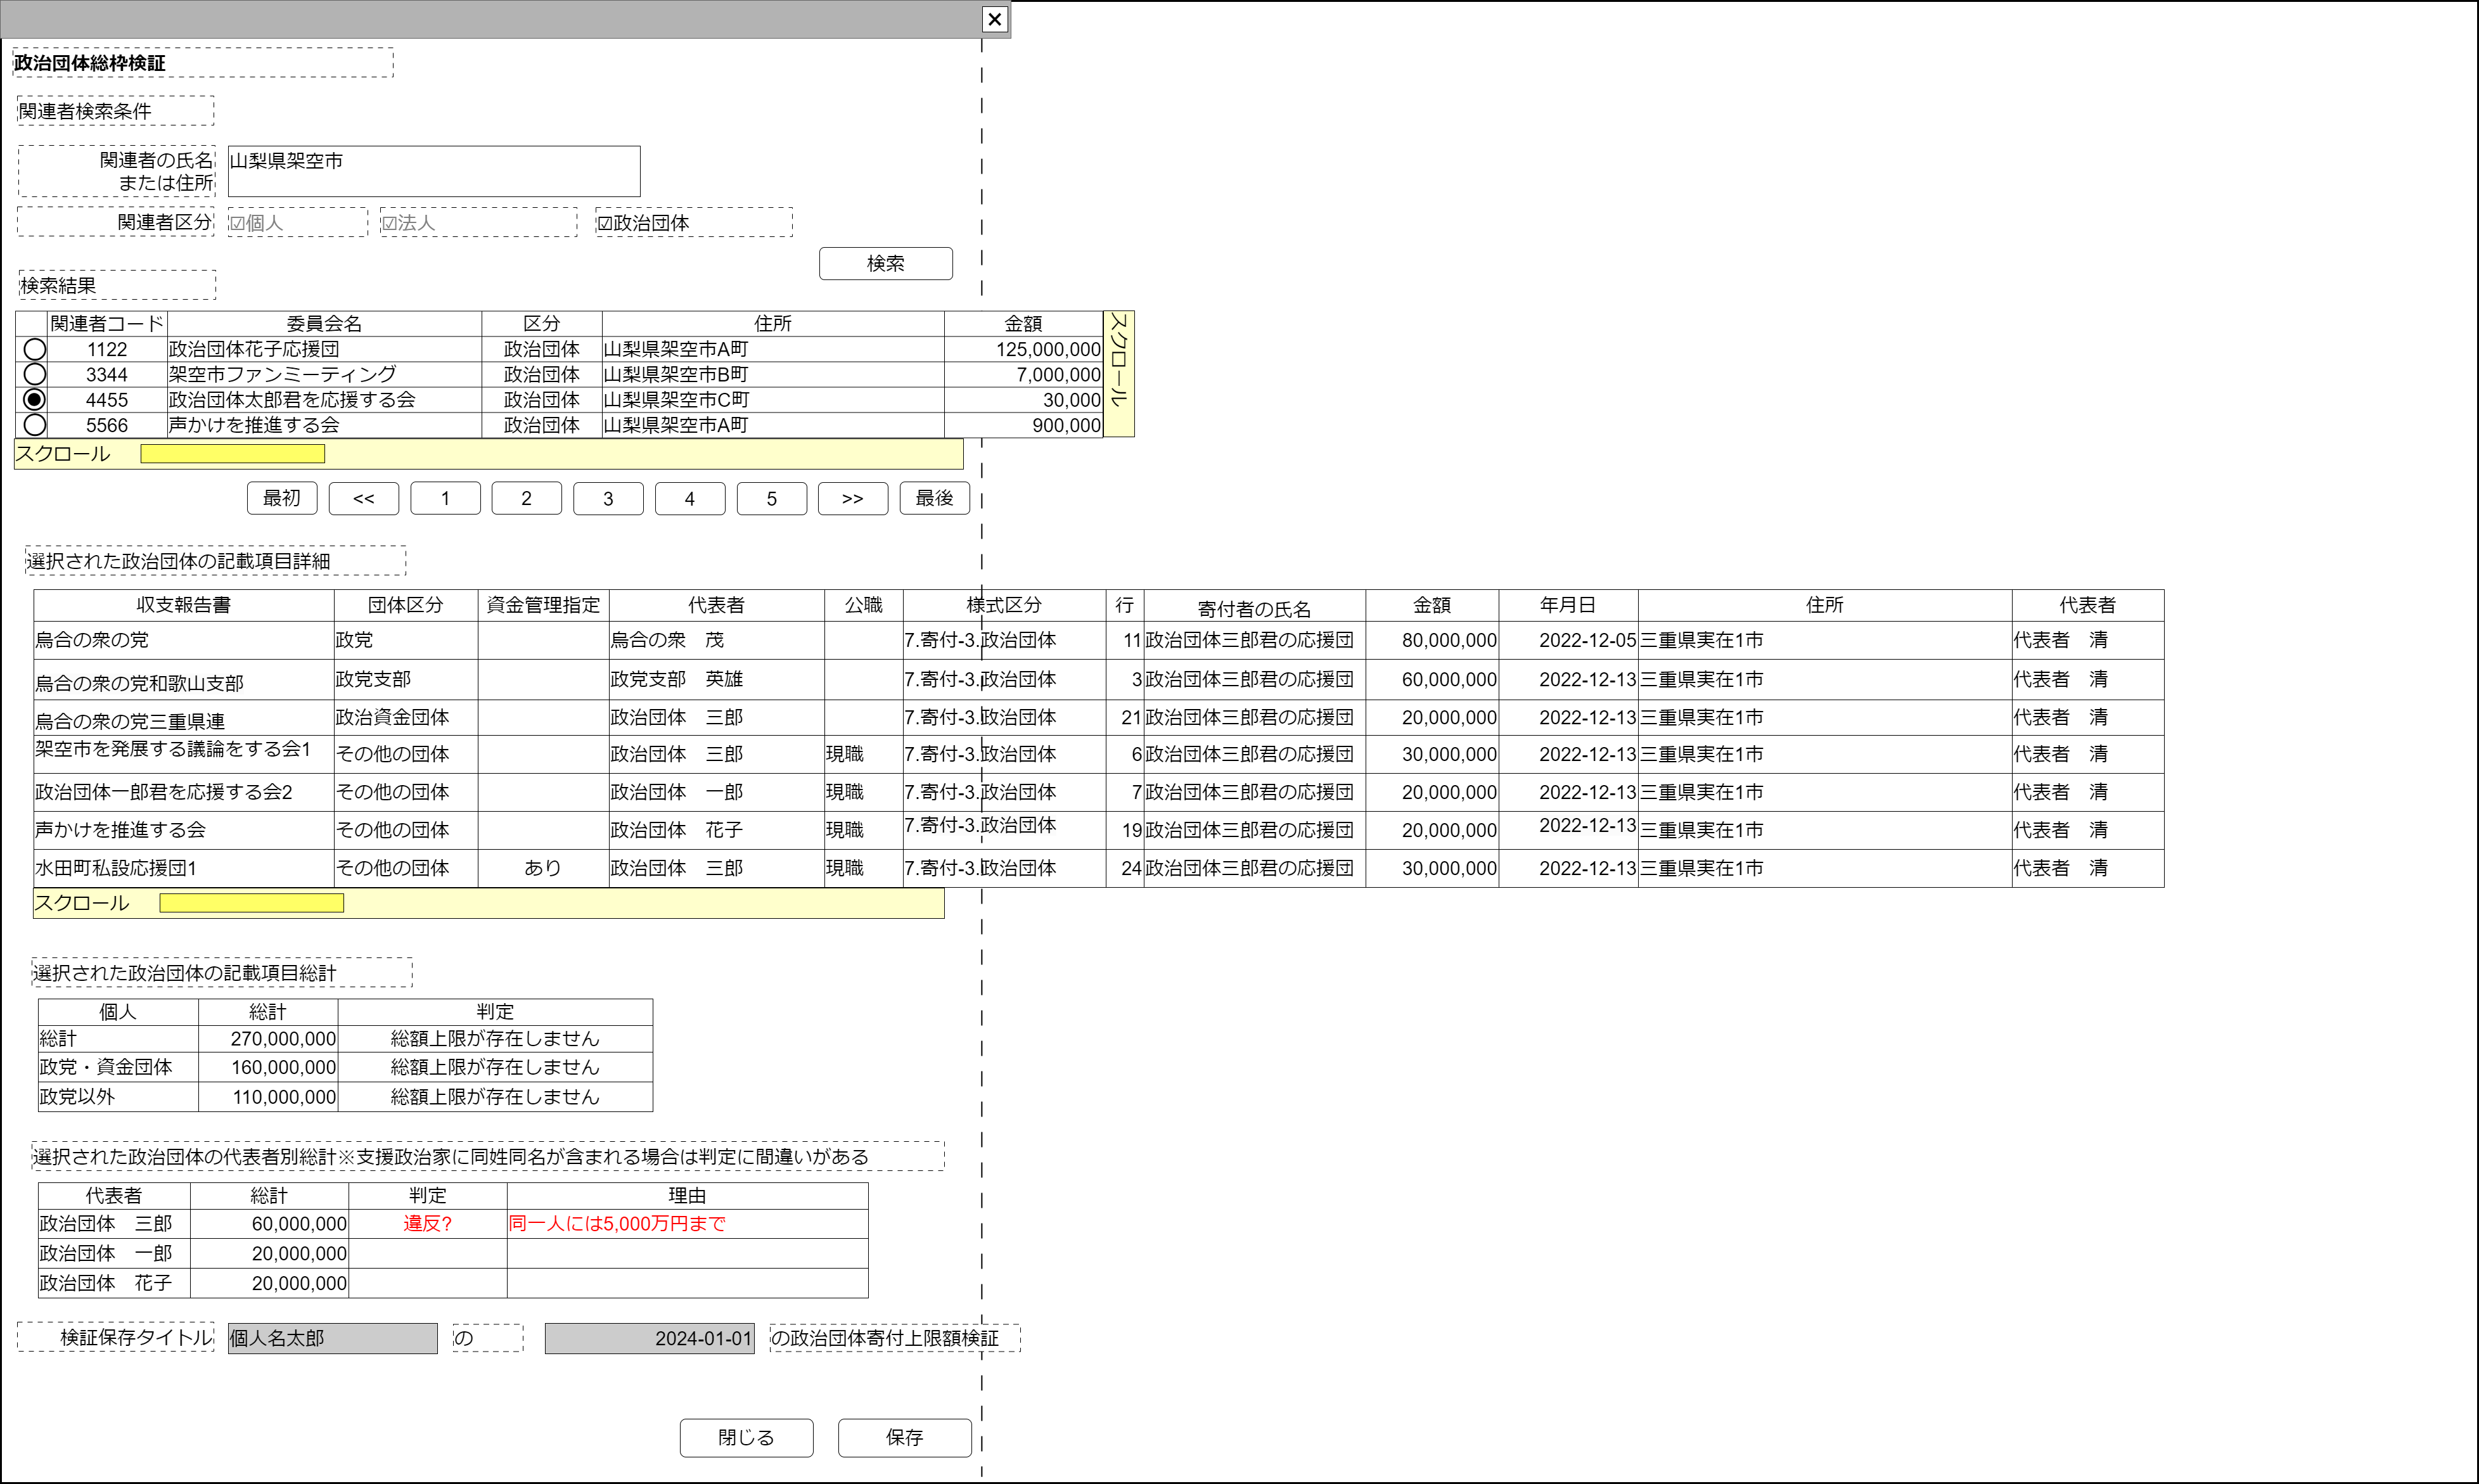 ×
政治団体総枠検証
関連者検索条件
関連者の氏名
または住所
山梨県架空市
関連者区分 ☑個人 ☑法人 ☑政治団体
検索
検索結果
関連者コード 委員会名 区分 住所 金額
1122 政治団体花子応援団 政治団体 山梨県架空市A町 125,000,000
3344 架空市ファンミーティング 政治団体 山梨県架空市B町 7,000,000
4455 政治団体太郎君を応援する会 政治団体 山梨県架空市C町 30,000
5566 声かけを推進する会 政治団体 山梨県架空市A町 900,000
スクロール
スクロール
最初 << 1 2 3 4 5 >> 最後
選択された政治団体の記載項目詳細
収支報告書 団体区分 資金管理指定 代表者 公職 様式区分 行 寄付者の氏名 金額 年月日 住所 代表者
烏合の衆の党 政党 烏合の衆　茂 7.寄付-3.政治団体 11 政治団体三郎君の応援団 80,000,000 2022-12-05 三重県実在1市 代表者　清
烏合の衆の党和歌山支部 政党支部 政党支部　英雄 7.寄付-3.政治団体 3 政治団体三郎君の応援団 60,000,000 2022-12-13 三重県実在1市 代表者　清
烏合の衆の党三重県連 政治資金団体 政治団体　三郎 7.寄付-3.政治団体 21 政治団体三郎君の応援団 20,000,000 2022-12-13 三重県実在1市 代表者　清
架空市を発展する議論をする会1 その他の団体 政治団体　三郎 現職 7.寄付-3.政治団体 6 政治団体三郎君の応援団 30,000,000 2022-12-13 三重県実在1市 代表者　清
政治団体一郎君を応援する会2 その他の団体 政治団体　一郎 現職 7.寄付-3.政治団体 7 政治団体三郎君の応援団 20,000,000 2022-12-13 三重県実在1市 代表者　清
声かけを推進する会 その他の団体 政治団体　花子 現職 7.寄付-3.政治団体 19 政治団体三郎君の応援団 20,000,000 2022-12-13 三重県実在1市 代表者　清
水田町私設応援団1 その他の団体 あり 政治団体　三郎 現職 7.寄付-3.政治団体 24 政治団体三郎君の応援団 30,000,000 2022-12-13 三重県実在1市 代表者　清
スクロール
選択された政治団体の記載項目総計
個人 総計 判定
総計 270,000,000 総額上限が存在しません
政党・資金団体 160,000,000 総額上限が存在しません
政党以外 110,000,000 総額上限が存在しません
選択された政治団体の代表者別総計※支援政治家に同姓同名が含まれる場合は判定に間違いがある
代表者 総計 判定 理由
政治団体　三郎 60,000,000 違反? 同一人には5,000万円まで
政治団体　一郎 20,000,000
政治団体　花子 20,000,000
検証保存タイトル 個人名太郎 の 2024-01-01 の政治団体寄付上限額検証
閉じる 保存